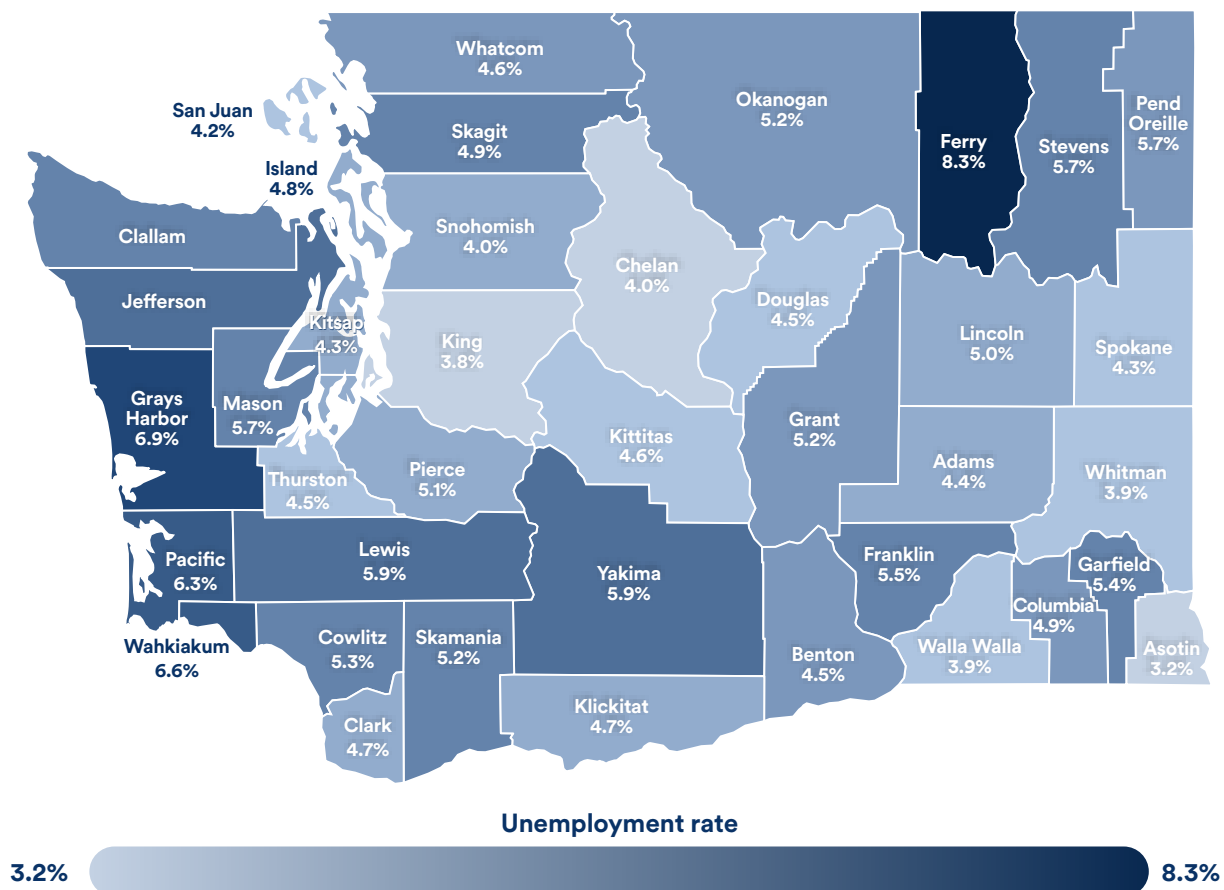 Whatcom
4.6%
San Juan
4.2%
Skagit
4.9%
Island
4.8%
Okanogan
5.2%
Ferry
8.3%
Stevens
5.7%
Pend
Oreille
5.7%
Clallam
Snohomish
4.0%
Chelan
4.0%
Jefferson
Kitsap
4.3%
King
3.8%
Douglas
4.5%
Lincoln
5.0%
Spokane
4.3%
Grays
Harbor
6.9%
Mason
5.7%
Kittitas
4.6%
Grant
5.2%
Thurston
4.5%
Pierce
5.1%
Adams
4.4%
Whitman
3.9%
Pacific
6.3%
Lewis
5.9%
Yakima
5.9%
Franklin
5.5%
Garfield
5.4%
Columbia
4.9%
Wahkiakum
6.6%
Cowlitz
5.3%
Skamania
5.2%
Benton
4.5%
Walla Walla
3.9%
Asotin
3.2%
Clark
4.7%
Klickitat
4.7%
Unemployment rate
3.2%
8.3%